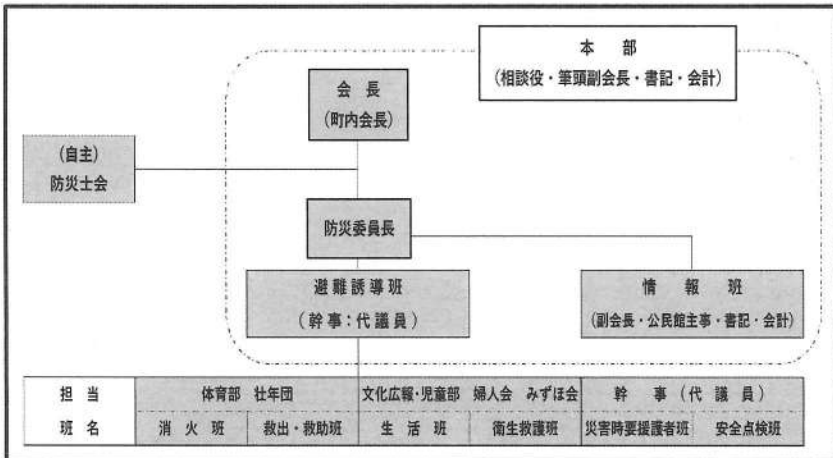 本 部
(相談役・筆頭副会長・書記・会計)
会 長
(町内会長)
(自主)
防災士会
防災委員長
避難誘導班
(幹事:代議員)
情 報 班
(副会長・公民館主事・書記・会計)
担 当 体育部 壮年団 文化広報・児童部 婦人会 みずほ会 幹 事 (代 議 員)
班 名 消 火 班 救出・救助班 生 活 班 衛生救護班 災害時要援護者班 安全点検班